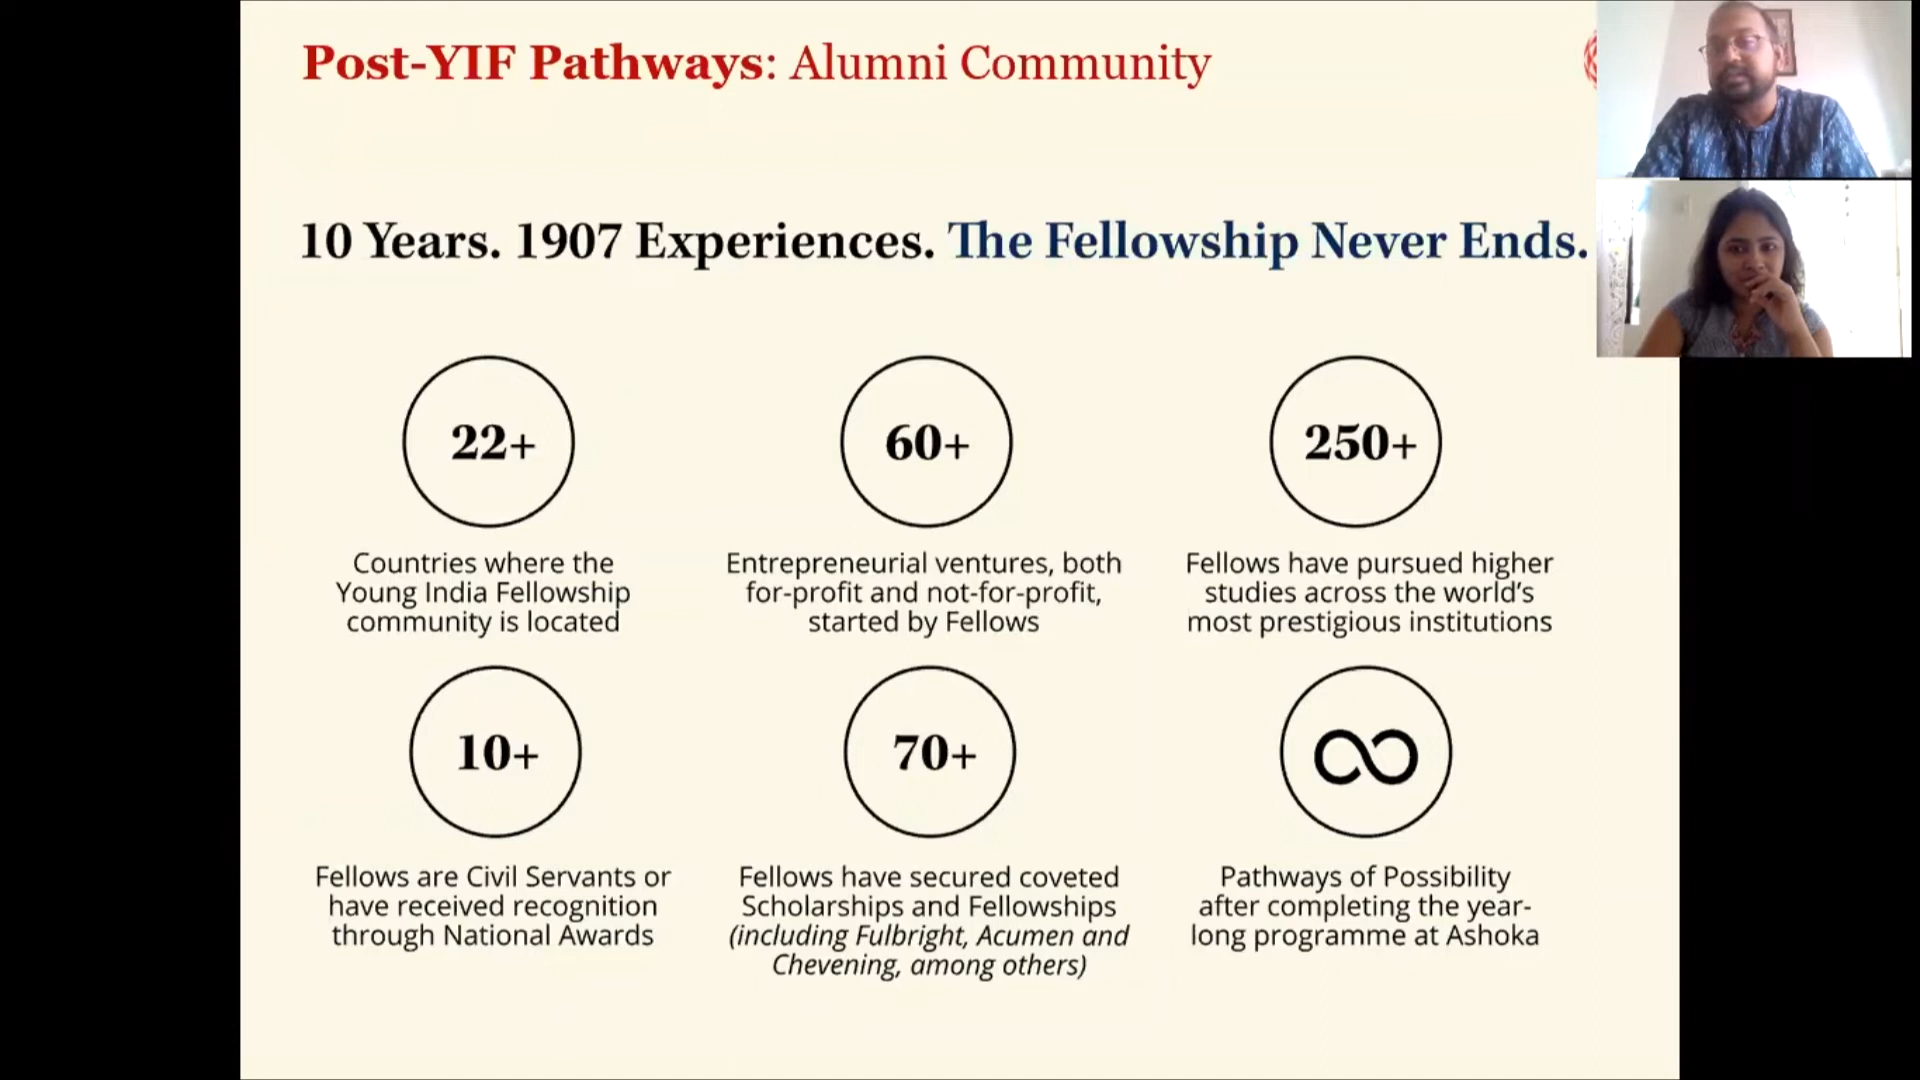 Post-YIF Pathways: Alumni Community
10 Years. 1907 Experiences. The Fellowship Never Ends.
22+
Countries where the
Young India Fellowship
community is located
60+
Entrepreneurial ventures, both
for-profit and not-for-profit,
started by Fellows
250+
Fellows have pursued higher
studies across the world’s
most prestigious institutions
10+
Fellows are Civil Servants or
have received recognition
through National Awards
70+
Fellows have secured coveted
Scholarships and Fellowships
(including Fulbright, Acumen and
Chevening, among others)
∞
Pathways of Possibility
after completing the year-
long programme at Ashoka